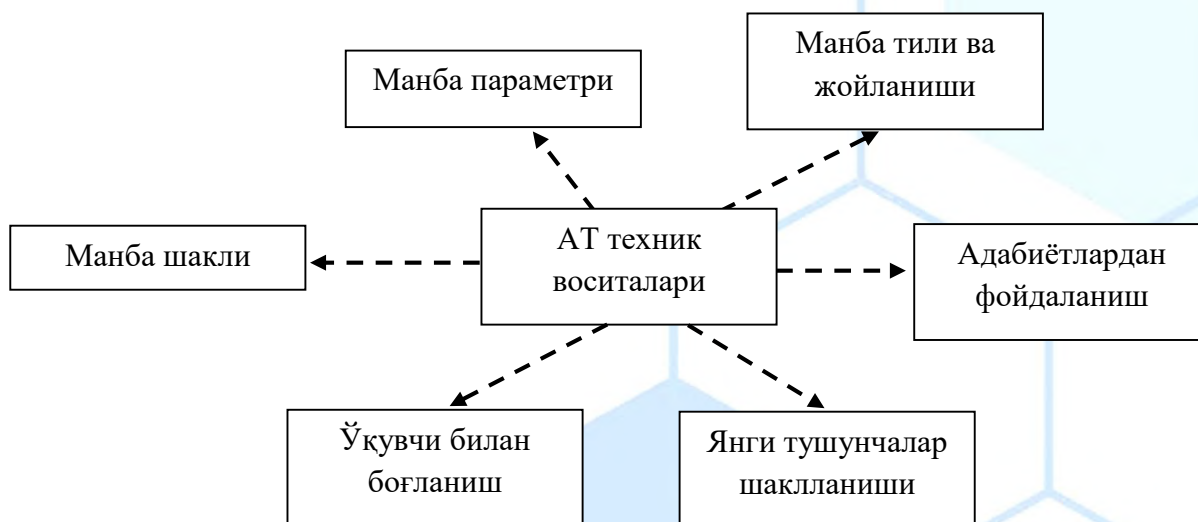 Манба тили ва
жойланиши
Манба параметри
АТ техник
воситалари
Манба шакли
Адабиётлардан
фойдаланиш
Ўқувчи билан
боғланиш
Янги тушунчалар
шаклланиши